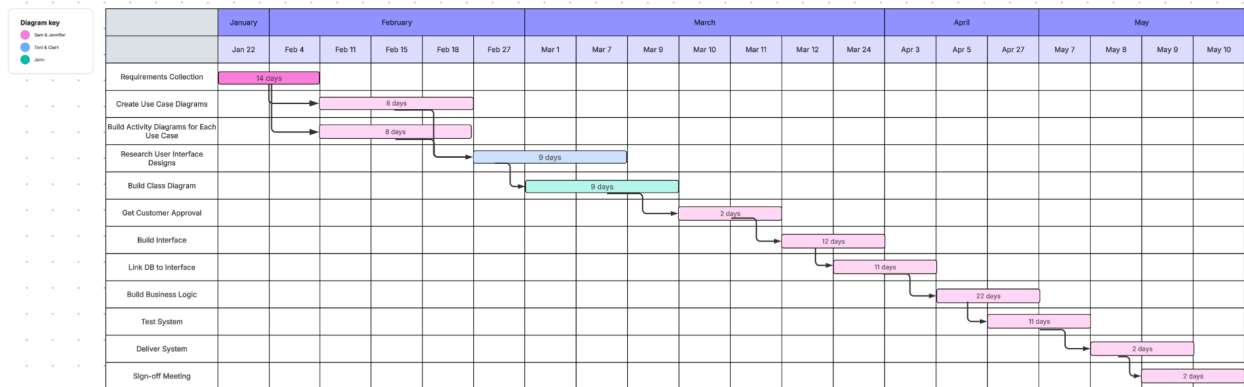 Diagram key
Sam & Jennifer
Toni & Clem
John
January February March April May
Jan 22 Feb 4 Feb 11 Feb 15 Feb 18 Feb 27 Mar 1 Mar 7 Mar 9 Mar 10 Mar 11 Mar 12 Mar 24 Apr 3 Apr 5 Apr 27 May 7 May 8 May 9 May 10
Requirements Collection 14 days
Create Use Case Diagrams 8 days
Build Activity Diagrams for Each
Use Case 8 days
Research User Interface
Designs 9 days
Build Class Diagram 9 days
Get Customer Approval 2 days
Build Interface 12 days
Link DB to Interface 11 days
Build Business Logic 22 days
Test System 11 days
Deliver System 2 days
Sign-off Meeting 2 days